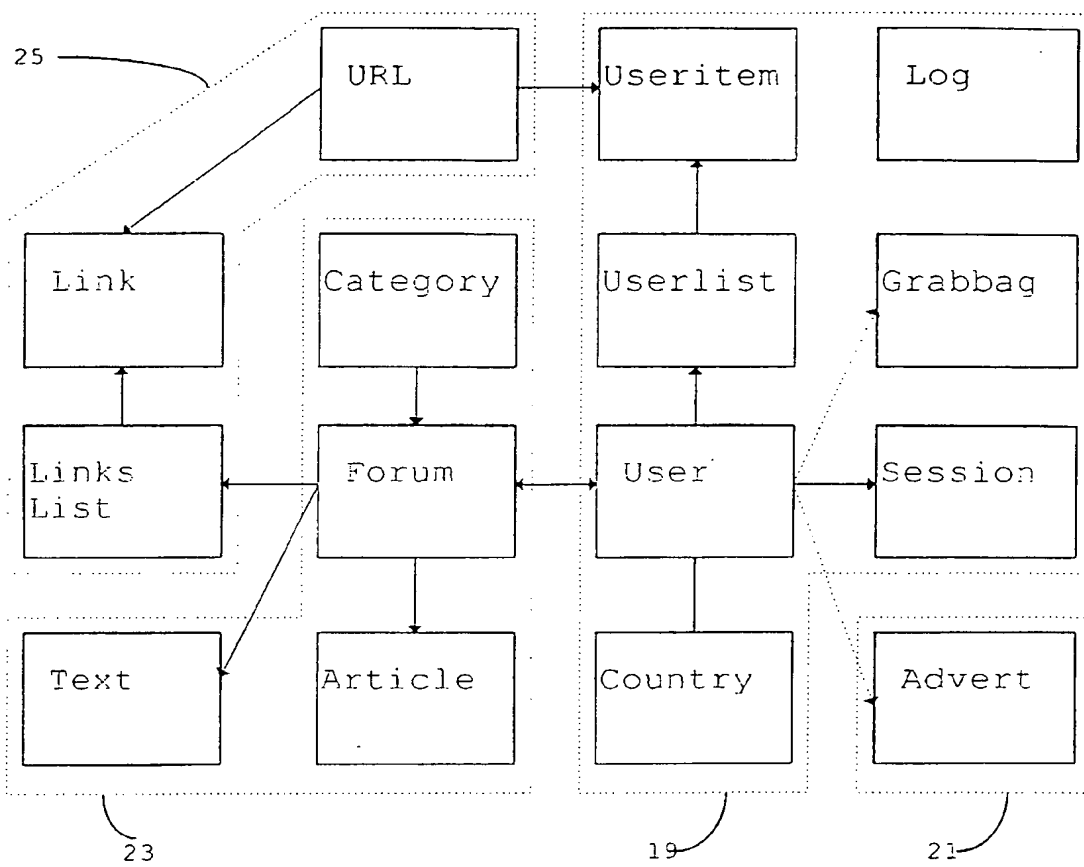 25
URL
Useritem
Log
Link
Category
Userlist
Grabbag
Links
List
Forum
User
Session
Text
Article
Country
Advert
23
19
21